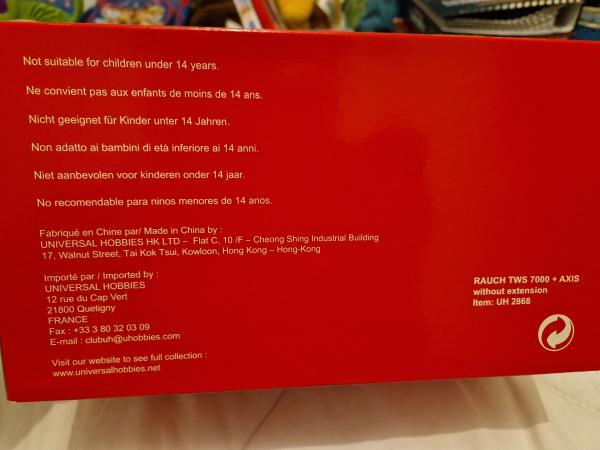 Not suitable for children under 14 years.
Ne convient pas aux enfants de moins de 14 ans.
Nicht geeignet für Kinder unter 14 Jahren.
Non adatto ai bambini di età inferiore ai 14 anni.
Niet aanbevolen voor kinderen onder 14 jaar.
No recomendable para ninos menores de 14 anos.
Fabriqué en Chine par/ Made in China by :
UNIVERSAL HOBBIES HK LTD – Flat C, 10 /F – Cheong Shing Industrial Building
17, Walnut Street, Tai Kok Tsui, Kowloon, Hong Kong – Hong-Kong
Importé par / Imported by :
UNIVERSAL HOBBIES
12 rue du Cap Vert
21800 Quetigny
FRANCE
Fax : +33 3 80 32 03 09
E-mail : clubuh@uhobbies.com
Visit our website to see full collection :
www.universalhobbies.net
RAUCH TWS 7000 + AXIS
without extension
Item: UH 2868